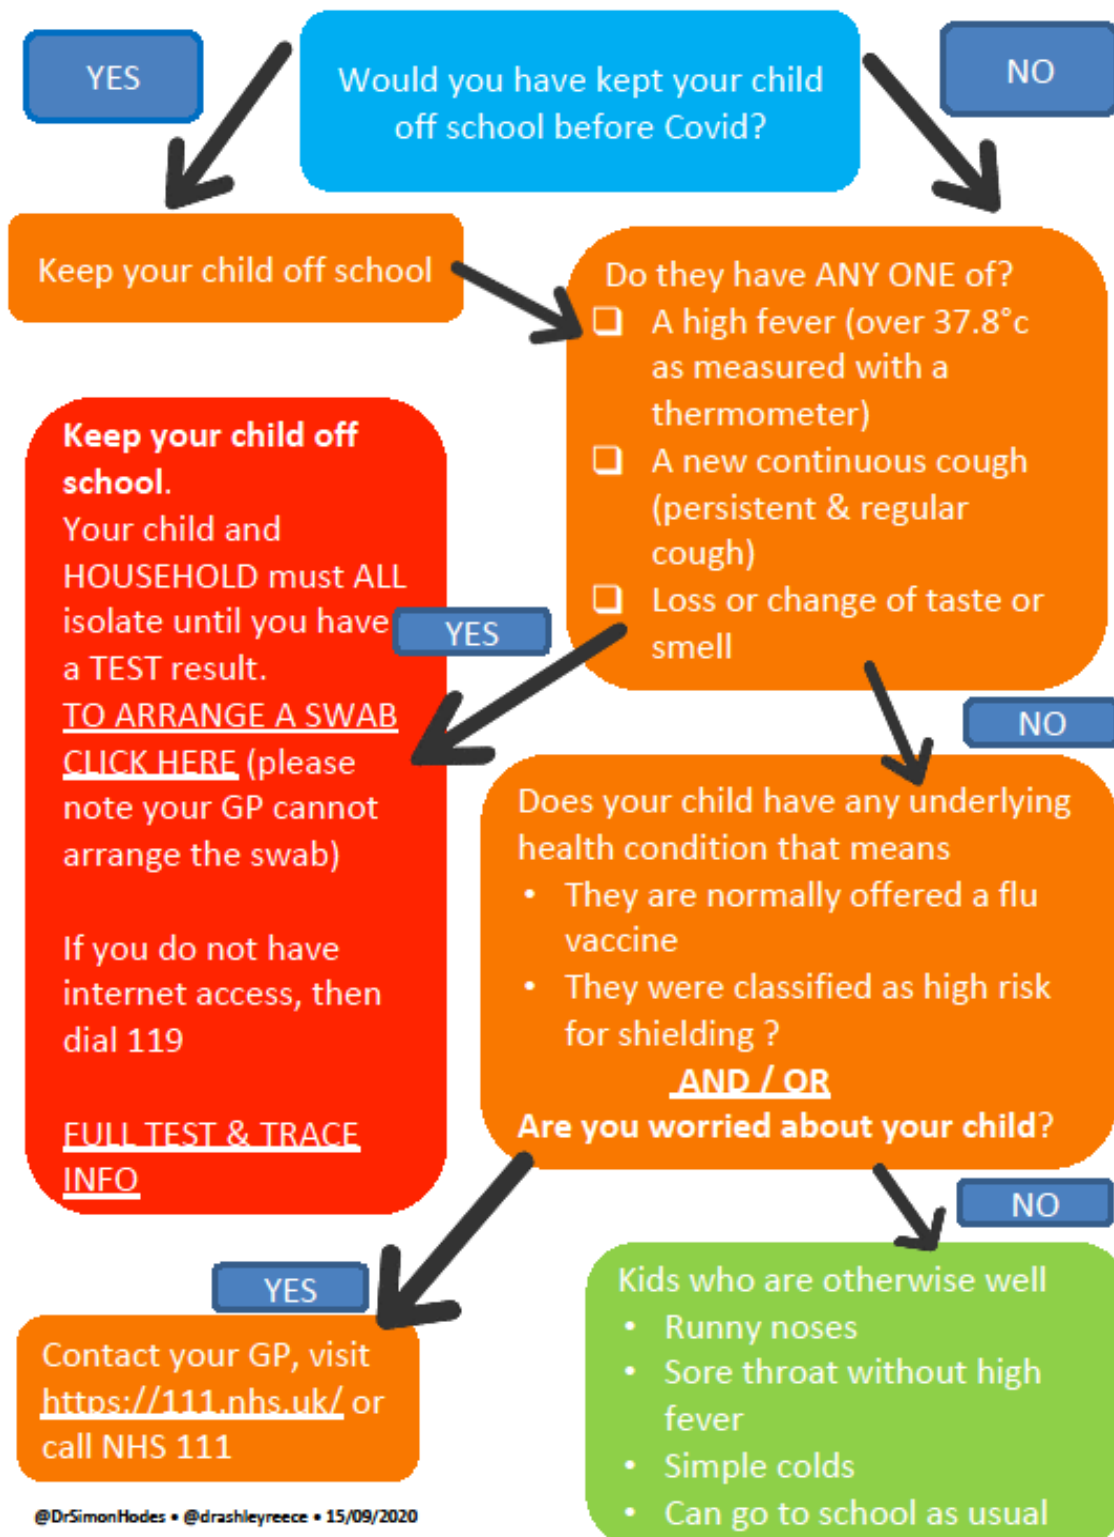 YES
Would you have kept your child
off school before Covid?
NO
Keep your child off school
Do they have ANY ONE of?
❑ A high fever (over 37.8°c
as measured with a
thermometer)
❑ A new continuous cough
(persistent & regular
cough)
❑ Loss or change of taste or
smell
Keep your child off
school.
Your child and
HOUSEHOLD must ALL
isolate until you have
a TEST result.
TO ARRANGE A SWAB
CLICK HERE (please
note your GP cannot
arrange the swab)
If you do not have
internet access, then
dial 119
FULL TEST & TRACE
INFO
YES
NO
Does your child have any underlying
health condition that means
• They are normally offered a flu
vaccine
• They were classified as high risk
for shielding ?
AND / OR
Are you worried about your child?
YES
NO
Contact your GP, visit
https://111.nhs.uk/ or
call NHS 111
Kids who are otherwise well
• Runny noses
• Sore throat without high
fever
• Simple colds
• Can go to school as usual
@DrSimonHodes • @drashleyreece • 15/09/2020